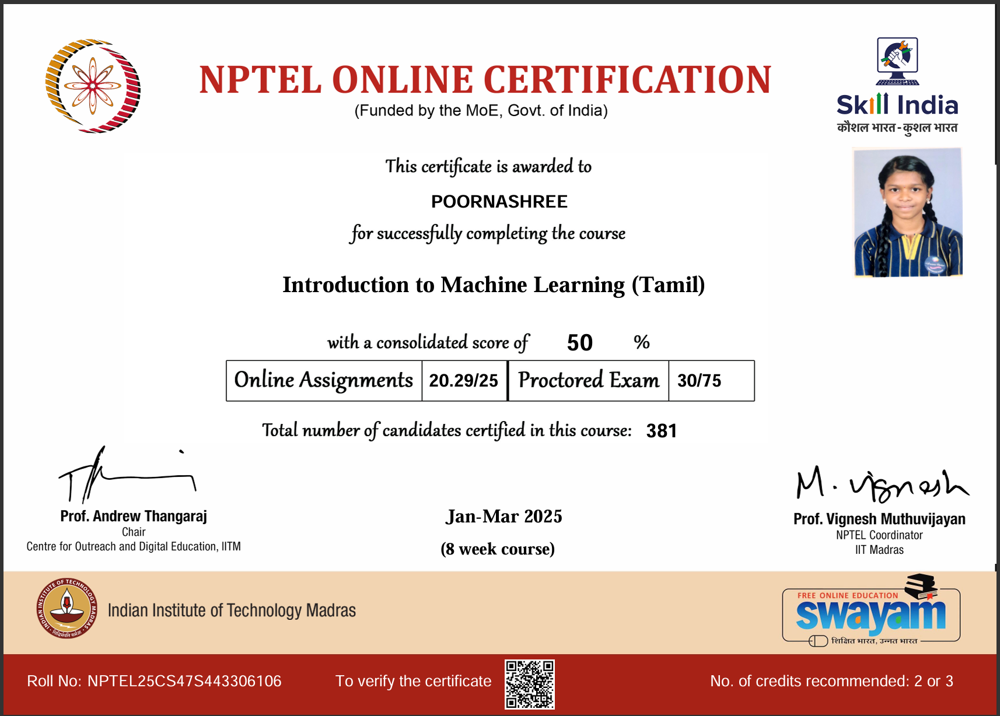 NPTEL ONLINE CERTIFICATION
(Funded by the MoE, Govt. of India)
Skill India
कौशल भारत - कुशल भारत
This certificate is awarded to
POORNASHREE
for successfully completing the course
Introduction to Machine Learning (Tamil)
with a consolidated score of 50 %
Online Assignments 20.29/25 Proctored Exam 30/75
Total number of candidates certified in this course: 381
M. Vignesh
Prof. Andrew Thangaraj
Chair
Centre for Outreach and Digital Education, IITM
Jan-Mar 2025
(8 week course)
Prof. Vignesh Muthuvijayan
NPTEL Coordinator
IIT Madras
INDIAN INSTITUTE OF TECHNOLOGY MADRAS
सिद्धिर्भवति कर्मजा
Indian Institute of Technology Madras
FREE ONLINE EDUCATION
swayam
शिक्षित भारत, उन्नत भारत
Roll No: NPTEL25CS47S443306106
To verify the certificate
No. of credits recommended: 2 or 3